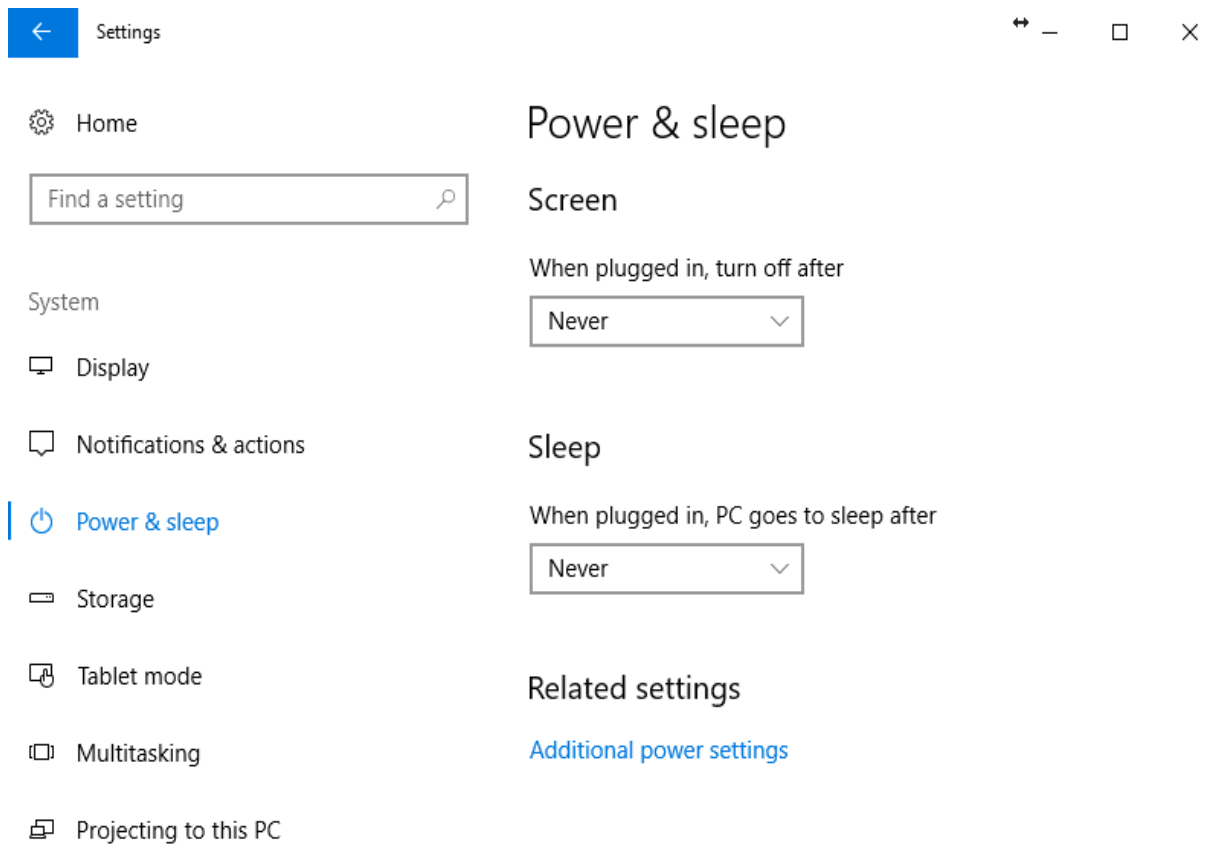 Settings
Home
Find a setting
System
Display
Notifications & actions
Power & sleep
Storage
Tablet mode
Multitasking
Projecting to this PC
Power & sleep
Screen
When plugged in, turn off after
Never
Sleep
When plugged in, PC goes to sleep after
Never
Related settings
Additional power settings